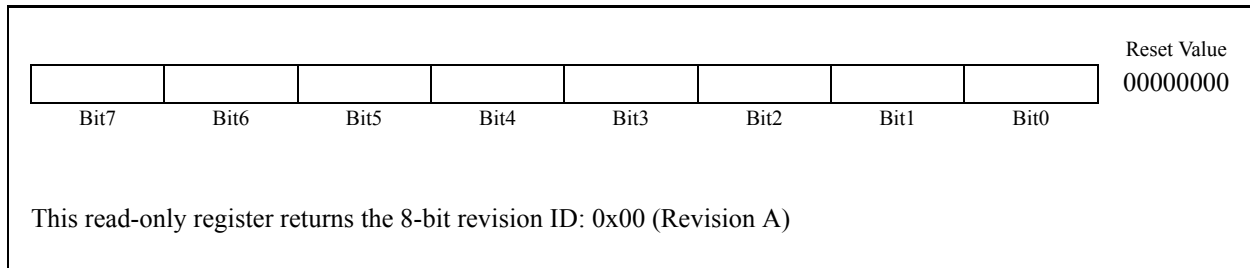 Reset Value
00000000
Bit7 Bit6 Bit5 Bit4 Bit3 Bit2 Bit1 Bit0
This read-only register returns the 8-bit revision ID: 0x00 (Revision A)